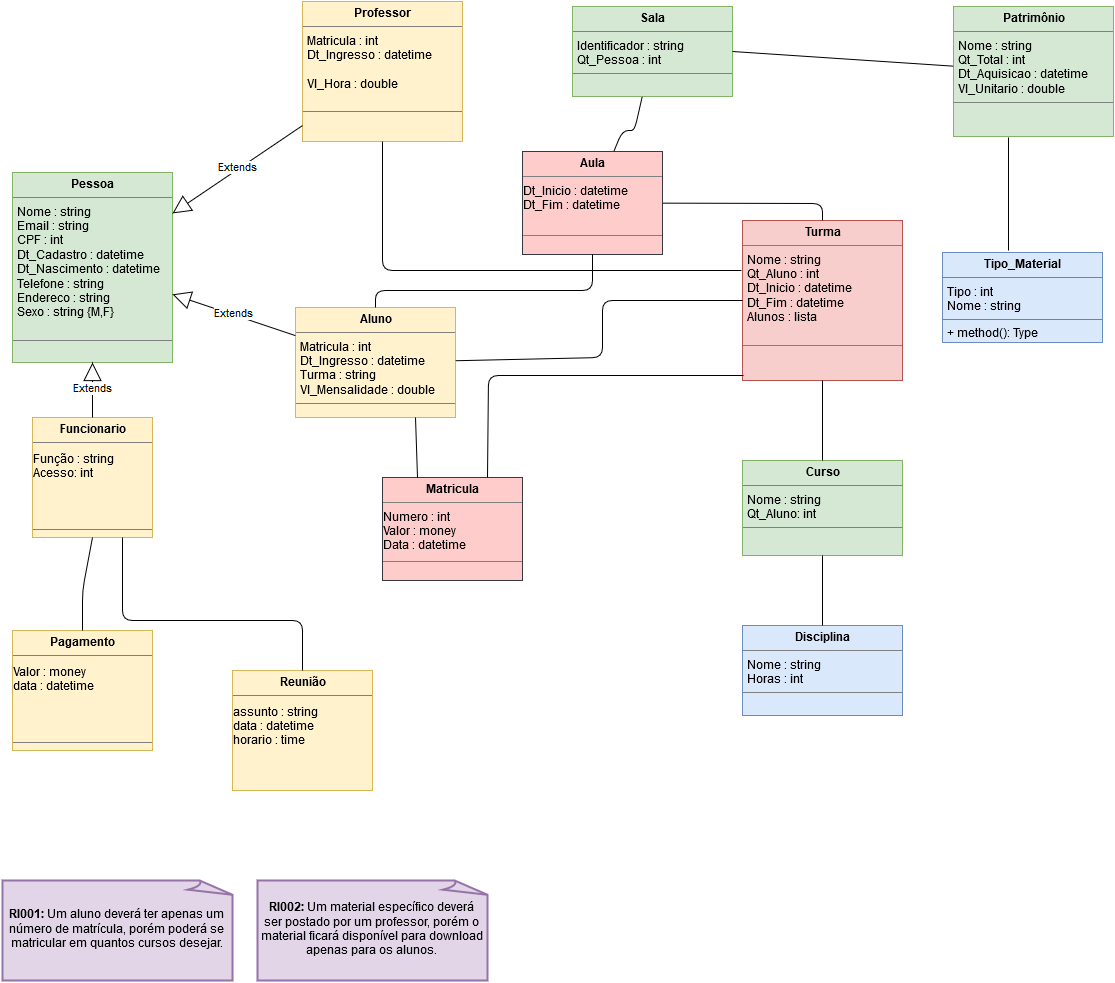 Professor
Matricula : int
Dt_Ingresso : datetime
Vl_Hora : double
Sala
Identificador : string
Qt_Pessoa : int
Patrimônio
Nome : string
Qt_Total : int
Dt_Aquisicao : datetime
Vl_Unitario : double
Extends
Aula
Dt_Inicio : datetime
Dt_Fim : datetime
Pessoa
Nome : string
Email : string
CPF : int
Dt_Cadastro : datetime
Dt_Nascimento : datetime
Telefone : string
Endereco : string
Sexo : string {M,F}
Turma
Nome : string
Qt_Aluno : int
Dt_Inicio : datetime
Dt_Fim : datetime
Alunos : lista
Tipo_Material
Tipo : int
Nome : string
+ method(): Type
Extends
Aluno
Matricula : int
Dt_Ingresso : datetime
Turma : string
Vl_Mensalidade : double
Extends
Funcionario
Função : string
Acesso: int
Matricula
Numero : int
Valor : money
Data : datetime
Curso
Nome : string
Qt_Aluno: int
Pagamento
Valor : money
data : datetime
Reunião
assunto : string
data : datetime
horario : time
Disciplina
Nome : string
Horas : int
RI001: Um aluno deverá ter apenas um
número de matrícula, porém poderá se
matricular em quantos cursos desejar.
RI002: Um material específico deverá
ser postado por um professor, porém o
material ficará disponível para download
apenas para os alunos.